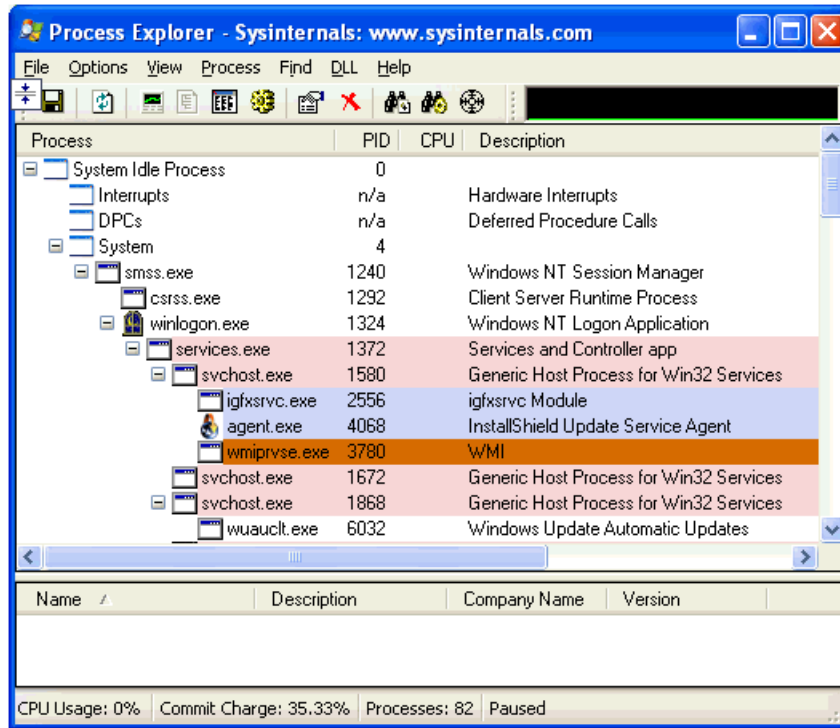 Process Explorer - Sysinternals: www.sysinternals.com
File Options View Process Find DLL Help
Process PID CPU Description
System Idle Process 0
Interrupts n/a Hardware Interrupts
DPCs n/a Deferred Procedure Calls
System 4
smss.exe 1240 Windows NT Session Manager
csrss.exe 1292 Client Server Runtime Process
winlogon.exe 1324 Windows NT Logon Application
services.exe 1372 Services and Controller app
svchost.exe 1580 Generic Host Process for Win32 Services
igfxsrvc.exe 2556 igfxsrvc Module
agent.exe 4068 InstallShield Update Service Agent
wmiprvse.exe 3780 WMI
svchost.exe 1672 Generic Host Process for Win32 Services
svchost.exe 1868 Generic Host Process for Win32 Services
wuauclt.exe 6032 Windows Update Automatic Updates
Name Description Company Name Version
CPU Usage: 0% Commit Charge: 35.33% Processes: 82 Paused